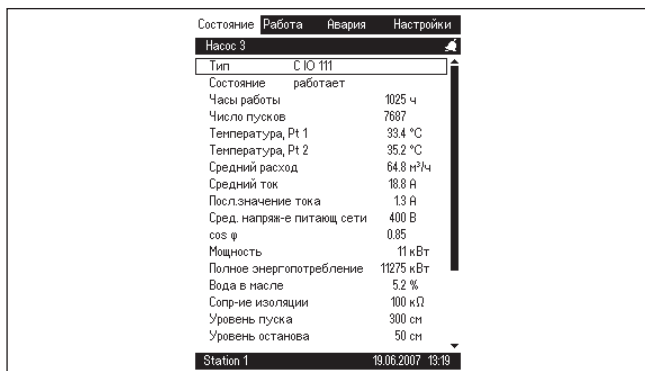 Состояние Работа Авария Настройки
Насос 3
Тип С IO 111
Состояние работает
Часы работы 1025 ч
Число пусков 7687
Температура, Pt 1 33.4 °C
Температура, Pt 2 35.2 °C
Средний расход 64.8 м³/ч
Средний ток 18.8 A
Посл.значение тока 1.3 A
Сред. напряж-е питающ сети 400 В
cos φ 0.85
Мощность 11 кВт
Полное энергопотребление 11275 кВт
Вода в масле 5.2 %
Сопр-ие изоляции 100 кΩ
Уровень пуска 300 см
Уровень останова 50 см
Station 1 19.06.2007 13:19